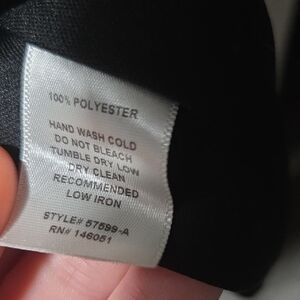 100% POLYESTER
HAND WASH COLD
DO NOT BLEACH
TUMBLE DRY LOW
DRY CLEAN
RECOMMENDED
LOW IRON
STYLE# 57599-A
RN# 146051